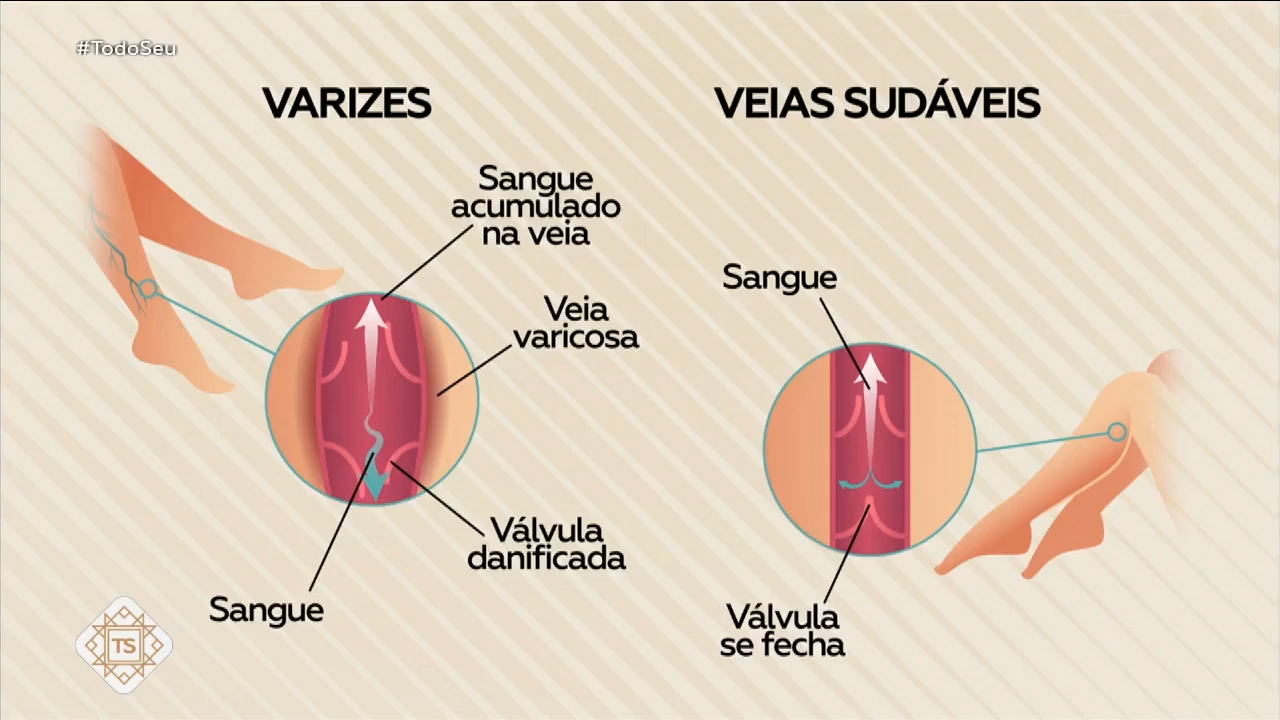 #TodoSeu
VARIZES
VEIAS SUDÁVEIS
Sangue
acumulado
na veia
Veia
varicosa
Válvula
danificada
Sangue
Sangue
Válvula
se fecha
TS